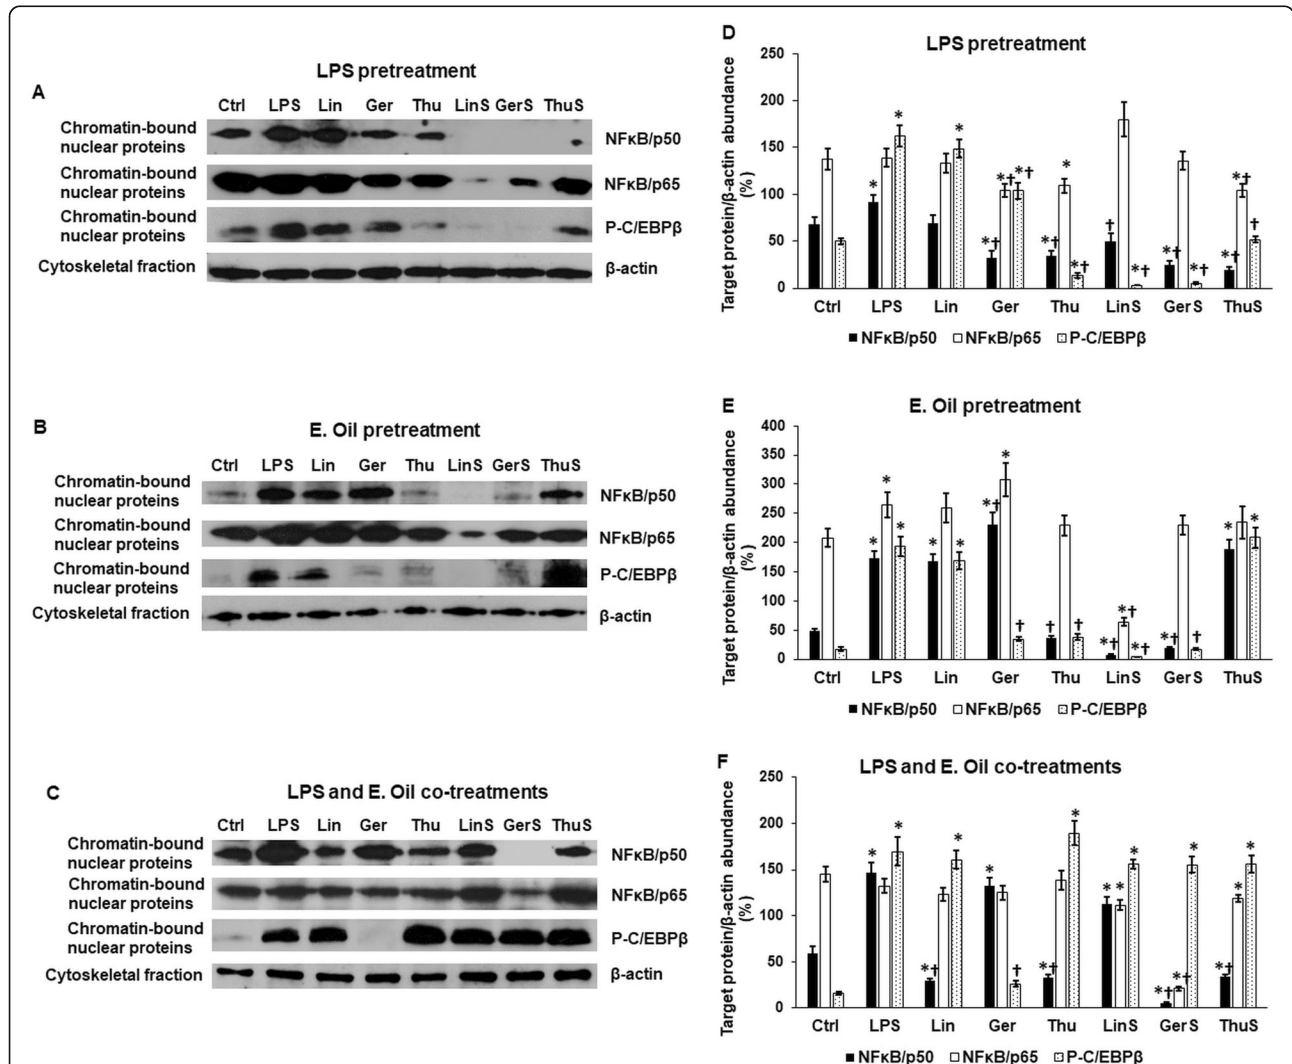 LPS pretreatment
A
Ctrl LPS Lin Ger Thu LinS GerS ThuS
Chromatin-bound
nuclear proteins
NFκB/p50
Chromatin-bound
nuclear proteins
NFκB/p65
Chromatin-bound
nuclear proteins
P-C/EBPβ
Cytoskeletal fraction
β-actin
B
E. Oil pretreatment
Ctrl LPS Lin Ger Thu LinS GerS ThuS
Chromatin-bound
nuclear proteins
NFκB/p50
Chromatin-bound
nuclear proteins
NFκB/p65
Chromatin-bound
nuclear proteins
P-C/EBPβ
Cytoskeletal fraction
β-actin
C
LPS and E. Oil co-treatments
Ctrl LPS Lin Ger Thu LinS GerS ThuS
Chromatin-bound
nuclear proteins
NFκB/p50
Chromatin-bound
nuclear proteins
NFκB/p65
Chromatin-bound
nuclear proteins
P-C/EBPβ
Cytoskeletal fraction
β-actin
D
LPS pretreatment
Target protein/β-actin abundance
(%)
250
200
150
100
50
0
* * * *† *† *† *† * *† † *† *† *† *† *† †
Ctrl LPS Lin Ger Thu LinS GerS ThuS
NFκB/p50 NFκB/p65 P-C/EBPβ
E
E. Oil pretreatment
Target protein/β-actin abundance
(%)
400
350
300
250
200
150
100
50
0
* * * * * *† * † † † *† *† *† *† † * *
Ctrl LPS Lin Ger Thu LinS GerS ThuS
NFκB/p50 NFκB/p65 P-C/EBPβ
F
LPS and E. Oil co-treatments
Target protein/β-actin abundance
(%)
250
200
150
100
50
0
* * *† * * † *† * * * * *† *† * *† * *
Ctrl LPS Lin Ger Thu LinS GerS ThuS
NFκB/p50 NFκB/p65 P-C/EBPβ